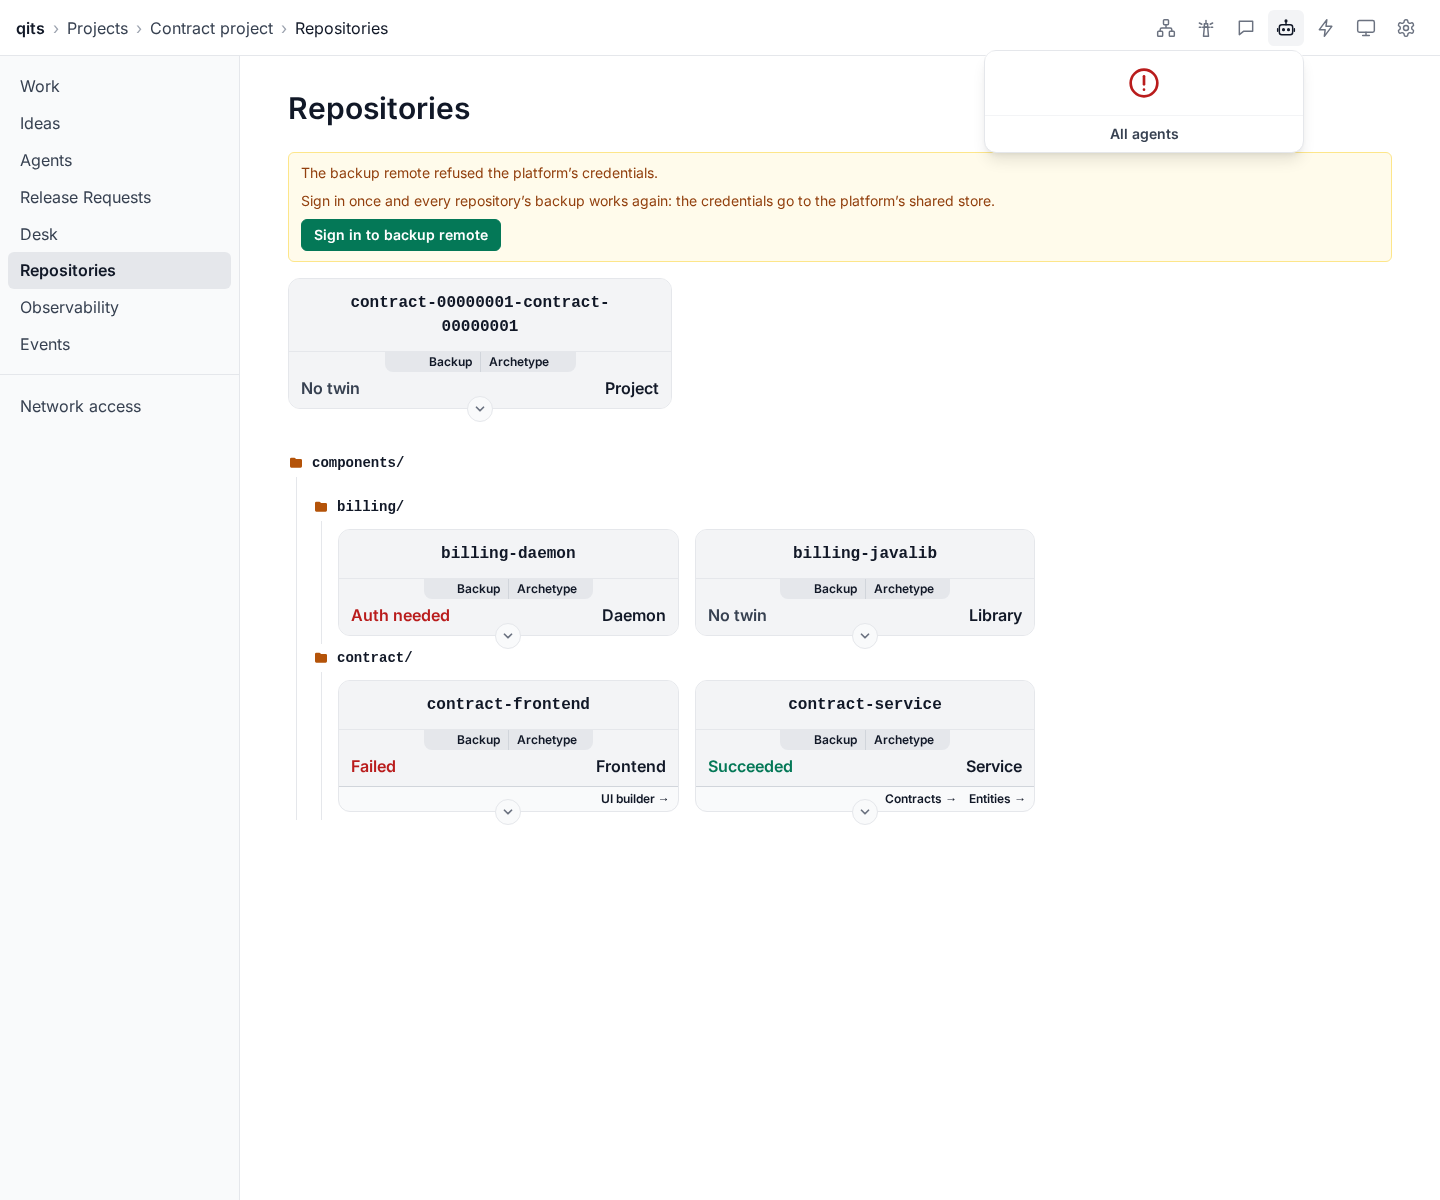 qits › Projects › Contract project › Repositories
All agents
Work
Ideas
Agents
Release Requests
Desk
Repositories
Observability
Events
Network access
Repositories
The backup remote refused the platform’s credentials.
Sign in once and every repository’s backup works again: the credentials go to the platform’s shared store.
Sign in to backup remote
contract-00000001-contract-
00000001
Backup Archetype
No twin Project
components/
billing/
billing-daemon
Backup Archetype
Auth needed Daemon
billing-javalib
Backup Archetype
No twin Library
contract/
contract-frontend
Backup Archetype
Failed Frontend
UI builder →
contract-service
Backup Archetype
Succeeded Service
Contracts → Entities →